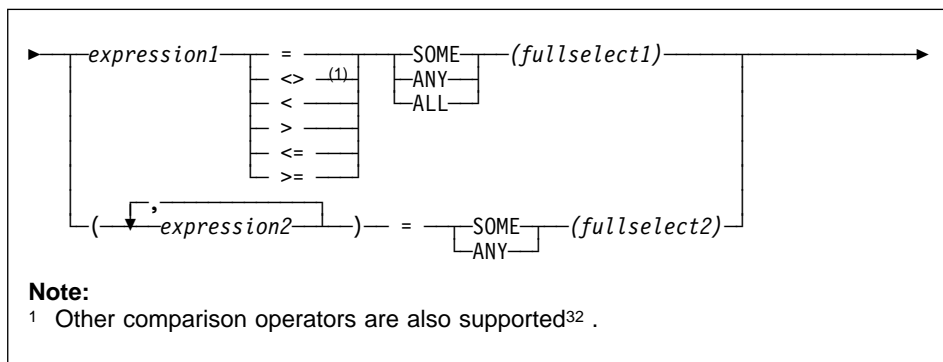 expression1 = SOME (fullselect1)
<> (1) ANY
< ALL
>
<=
>=
,
( expression2 ) = SOME (fullselect2)
ANY
Note:
1 Other comparison operators are also supported32 .